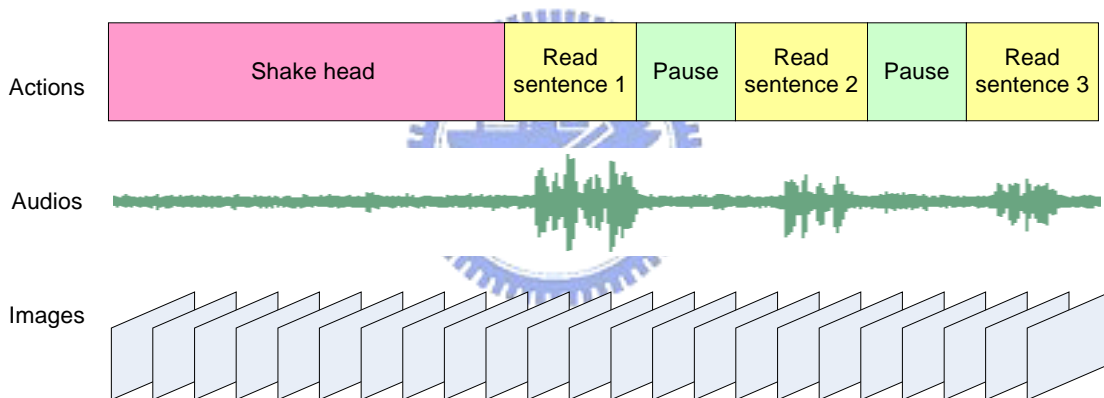 Actions
Shake head
Read
sentence 1
Pause
Read
sentence 2
Pause
Read
sentence 3
Audios
Images